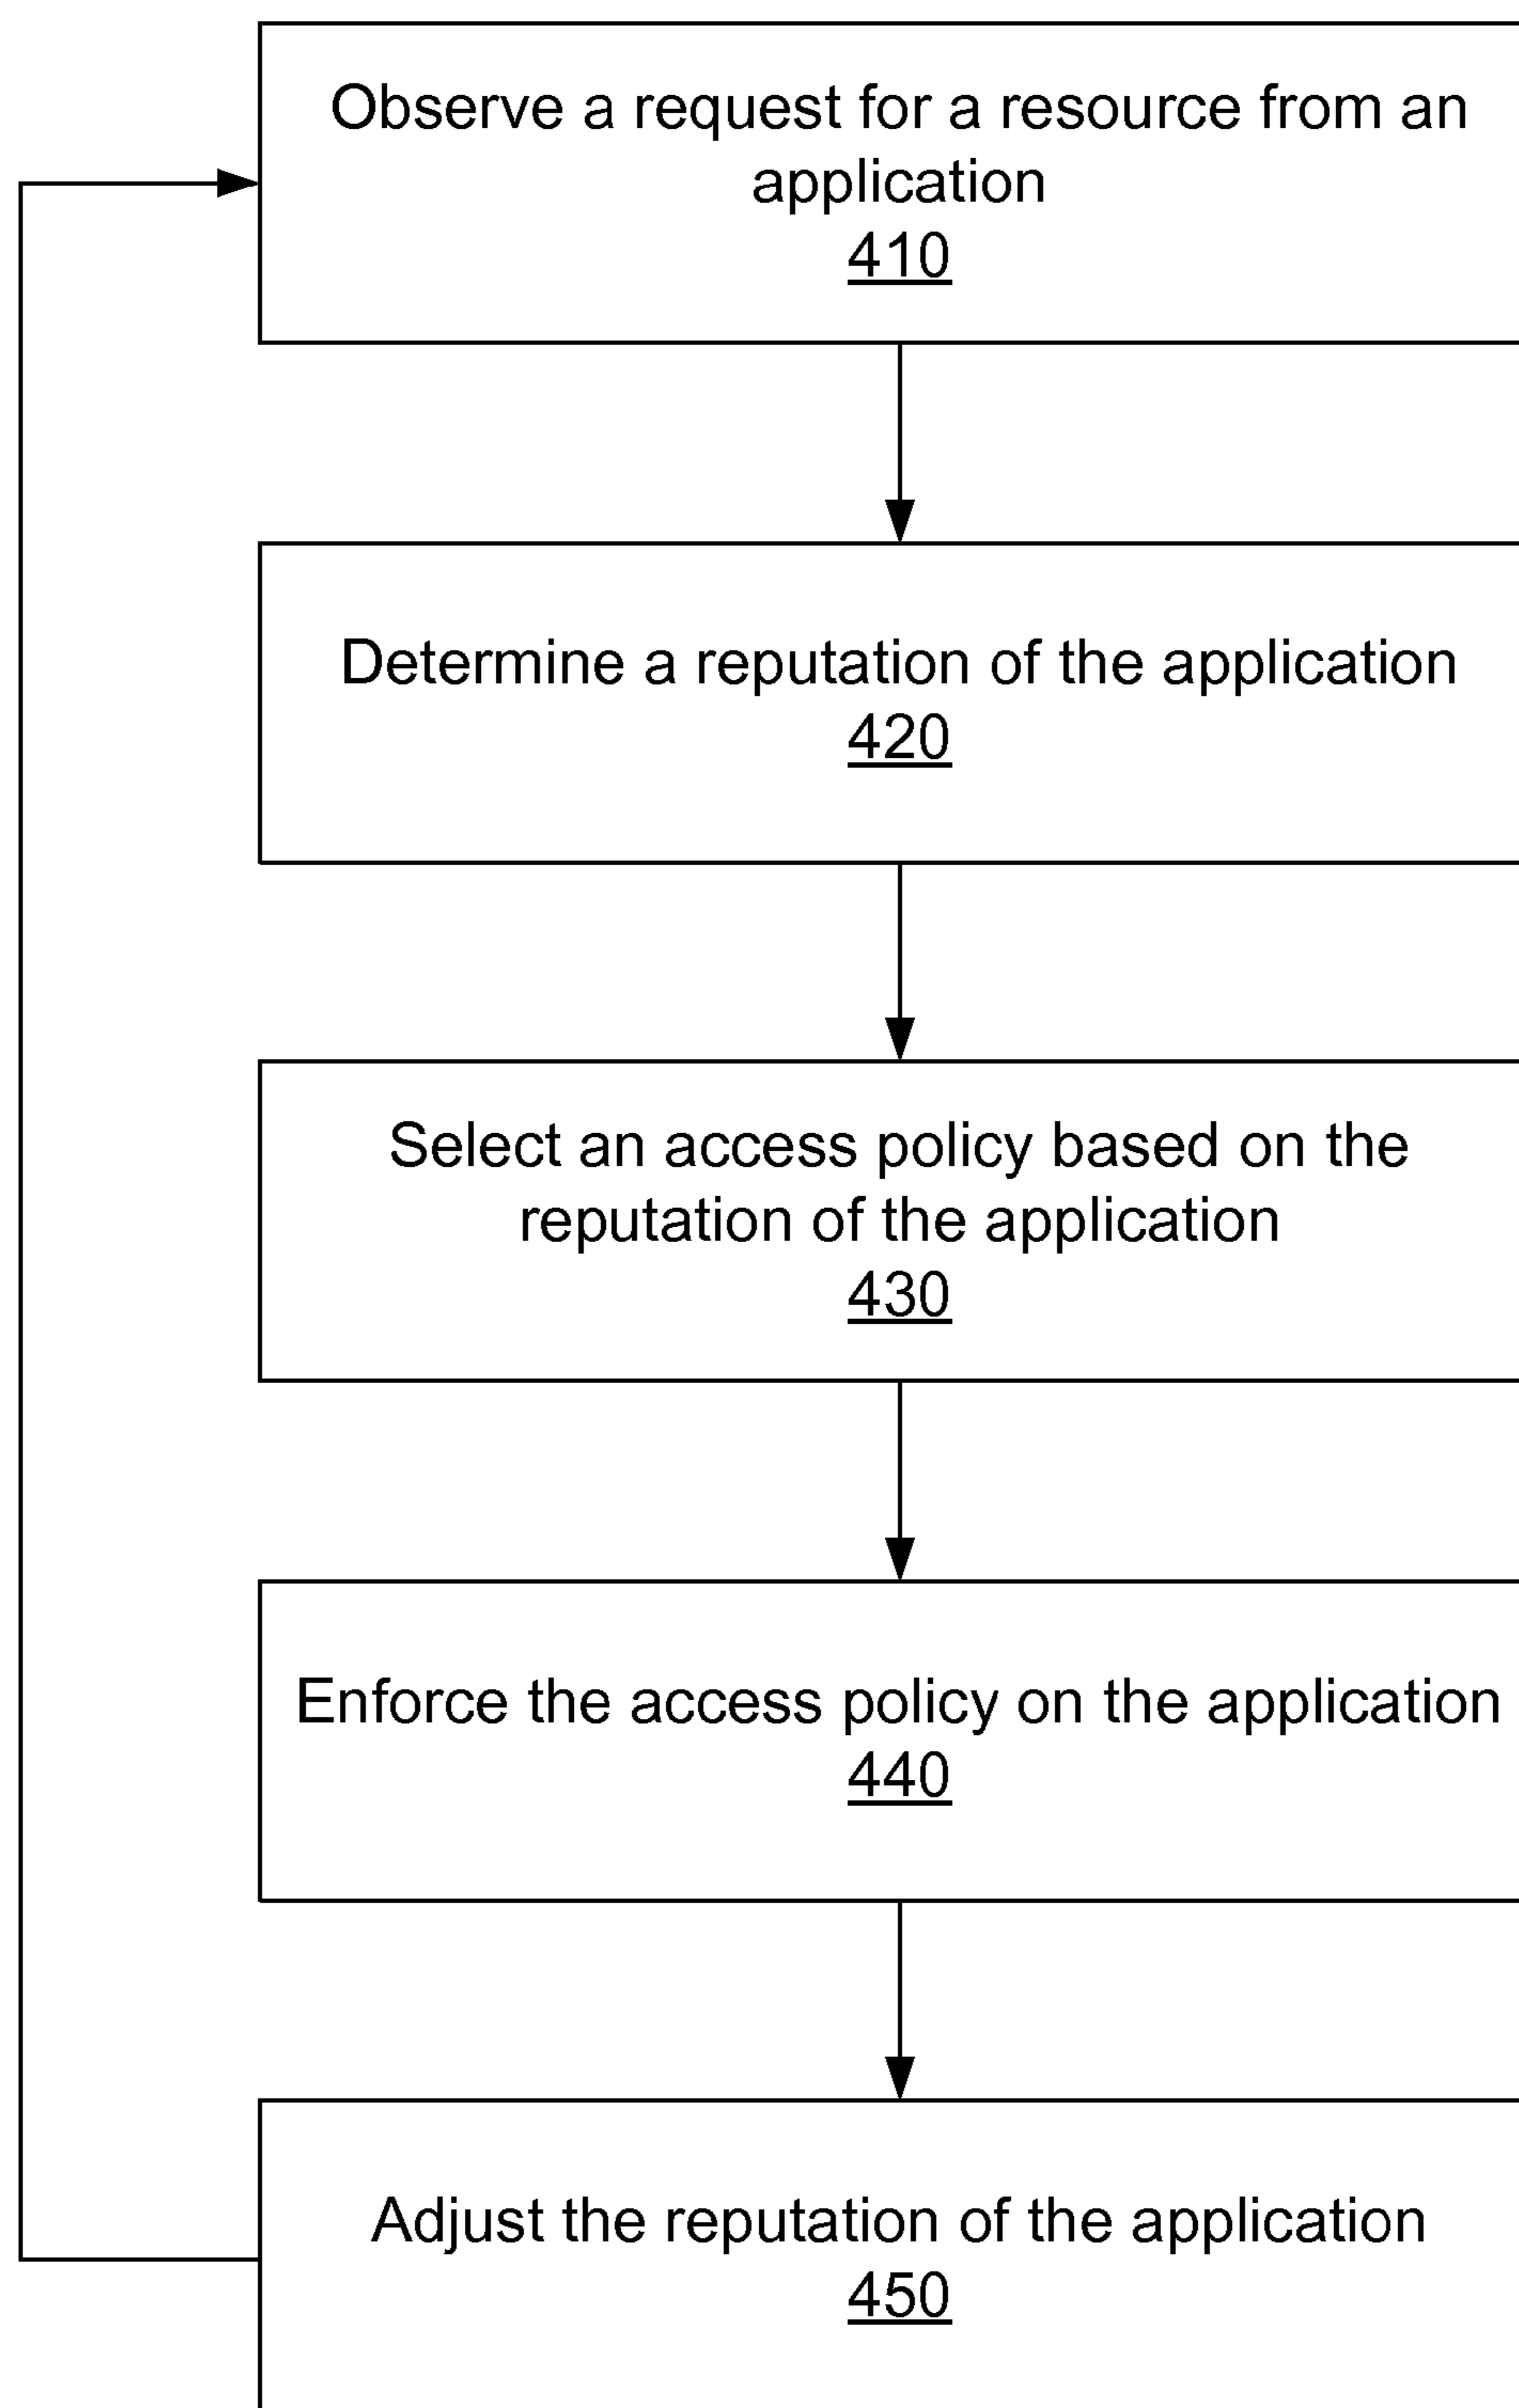 Observe a request for a resource from an
application
410
Determine a reputation of the application
420
Select an access policy based on the
reputation of the application
430
Enforce the access policy on the application
440
Adjust the reputation of the application
450